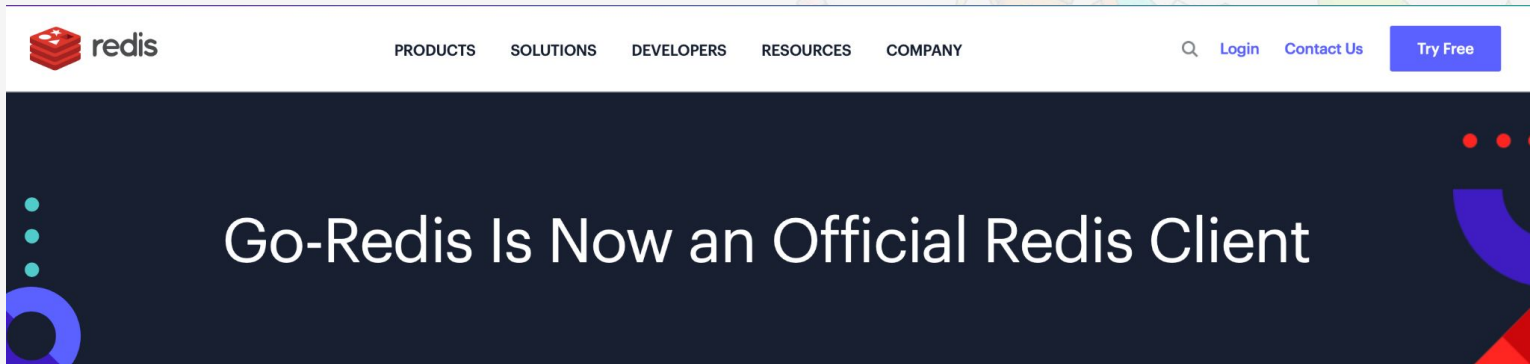 redis
PRODUCTS SOLUTIONS DEVELOPERS RESOURCES COMPANY
Login Contact Us Try Free
Go-Redis Is Now an Official Redis Client